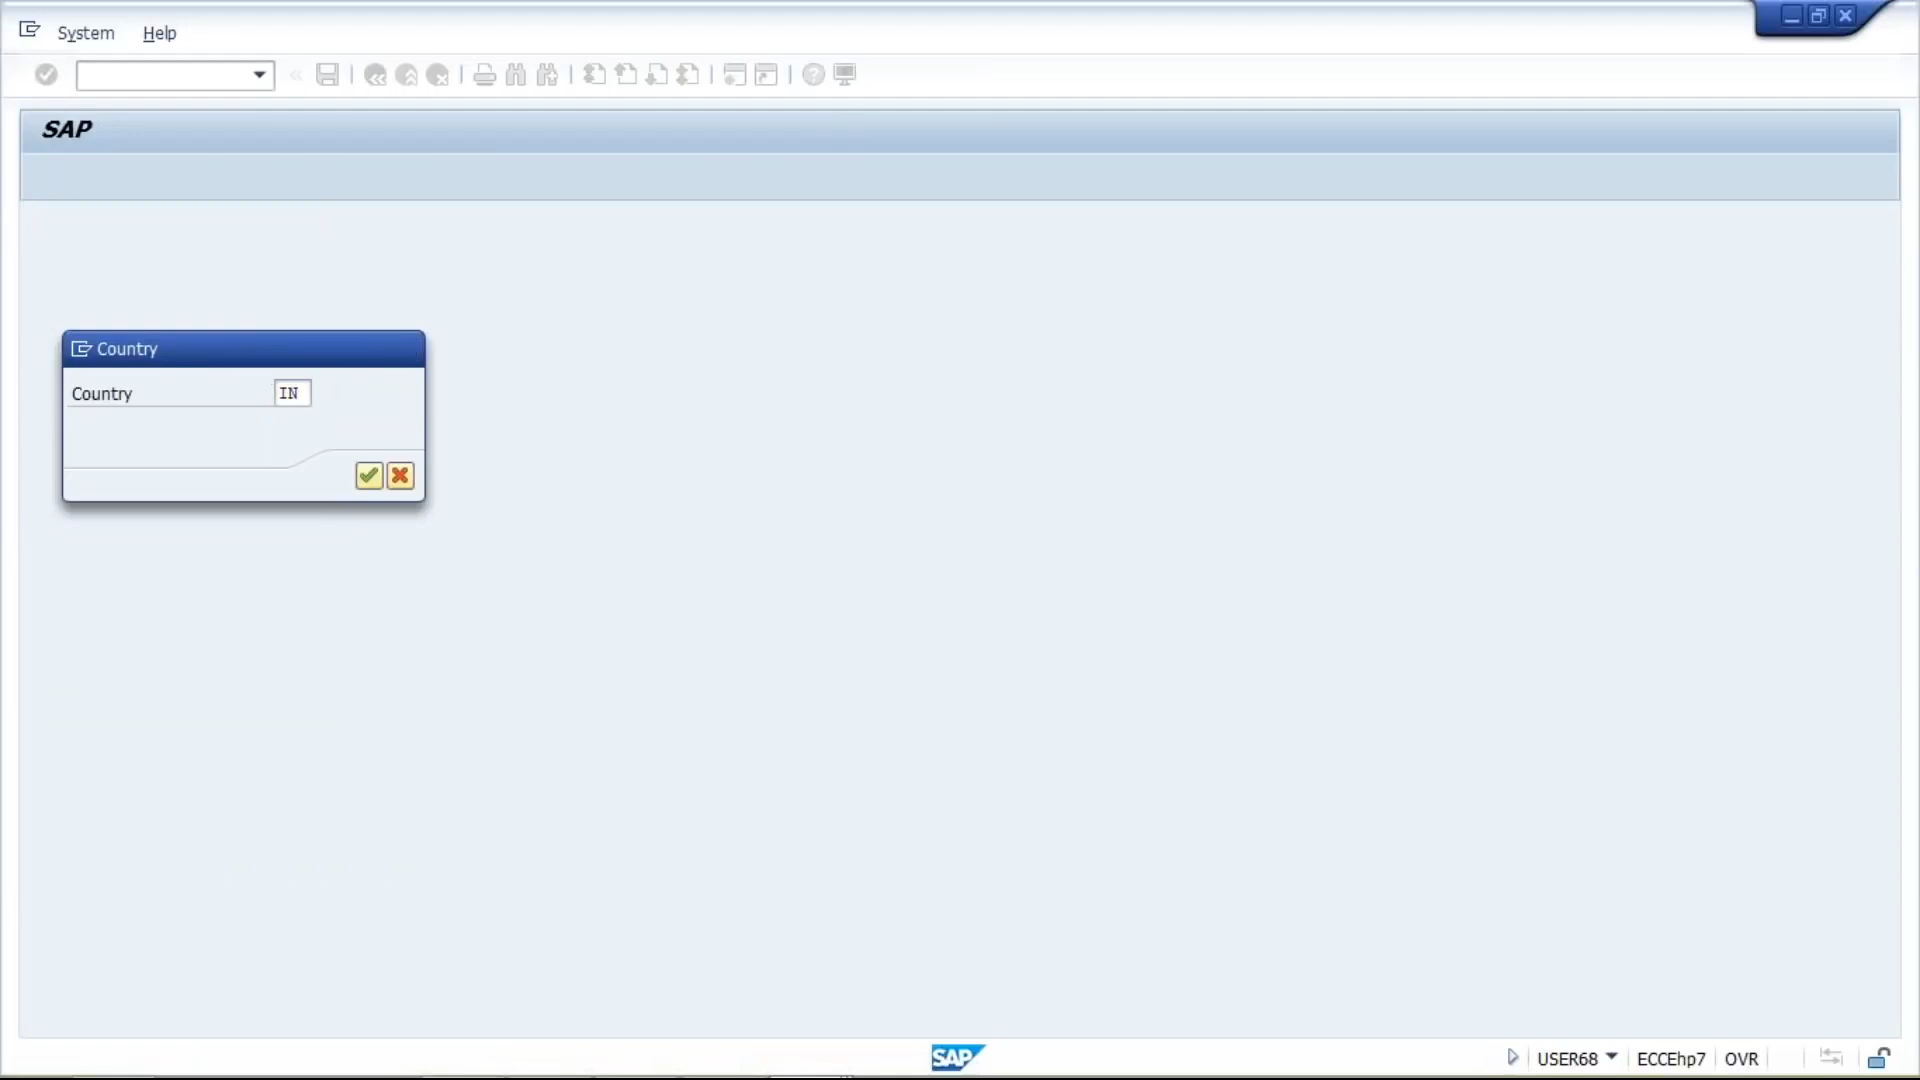 System Help
SAP
Country
Country IN
SAP USER68 ECCEhp7 OVR